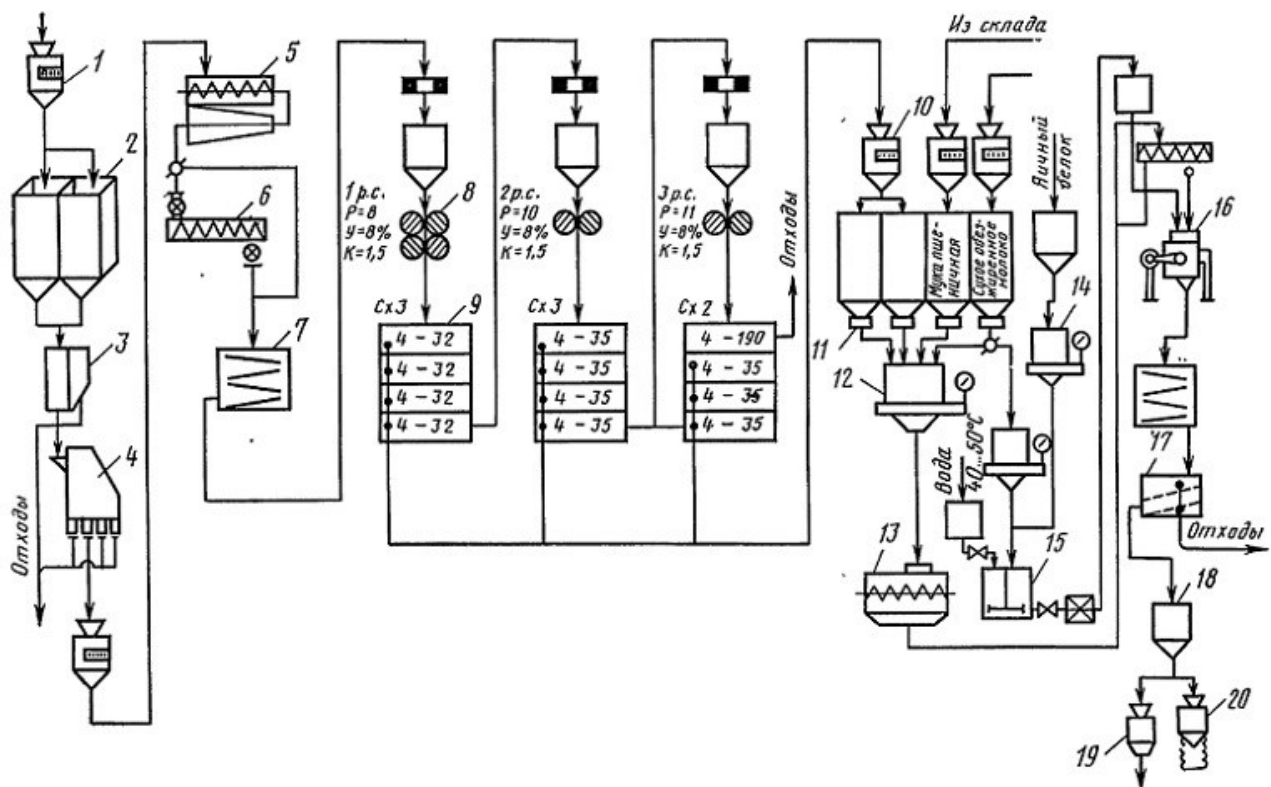 Из склада
1
2
3
4
Отходы
5
6
7
1 р.с.
Р=8
У=8%
К=1,5
8
Сх 3
9
4 - 32
4 - 32
4 - 32
4 - 32
2 р.с.
Р=10
У=8%
К=1,5
Сх 3
4 - 35
4 - 35
4 - 35
4 - 35
3 р.с.
Р=11
У=8%
К=1,5
Отходы
Сх 2
4 - 190
4 - 35
4 - 35
4 - 35
10
Мука пше-
ничная
Сухое обез-
жиренное
молоко
Яичный
белок
11
12
13
14
Вода
40...50°С
15
16
17
Отходы
18
19
20